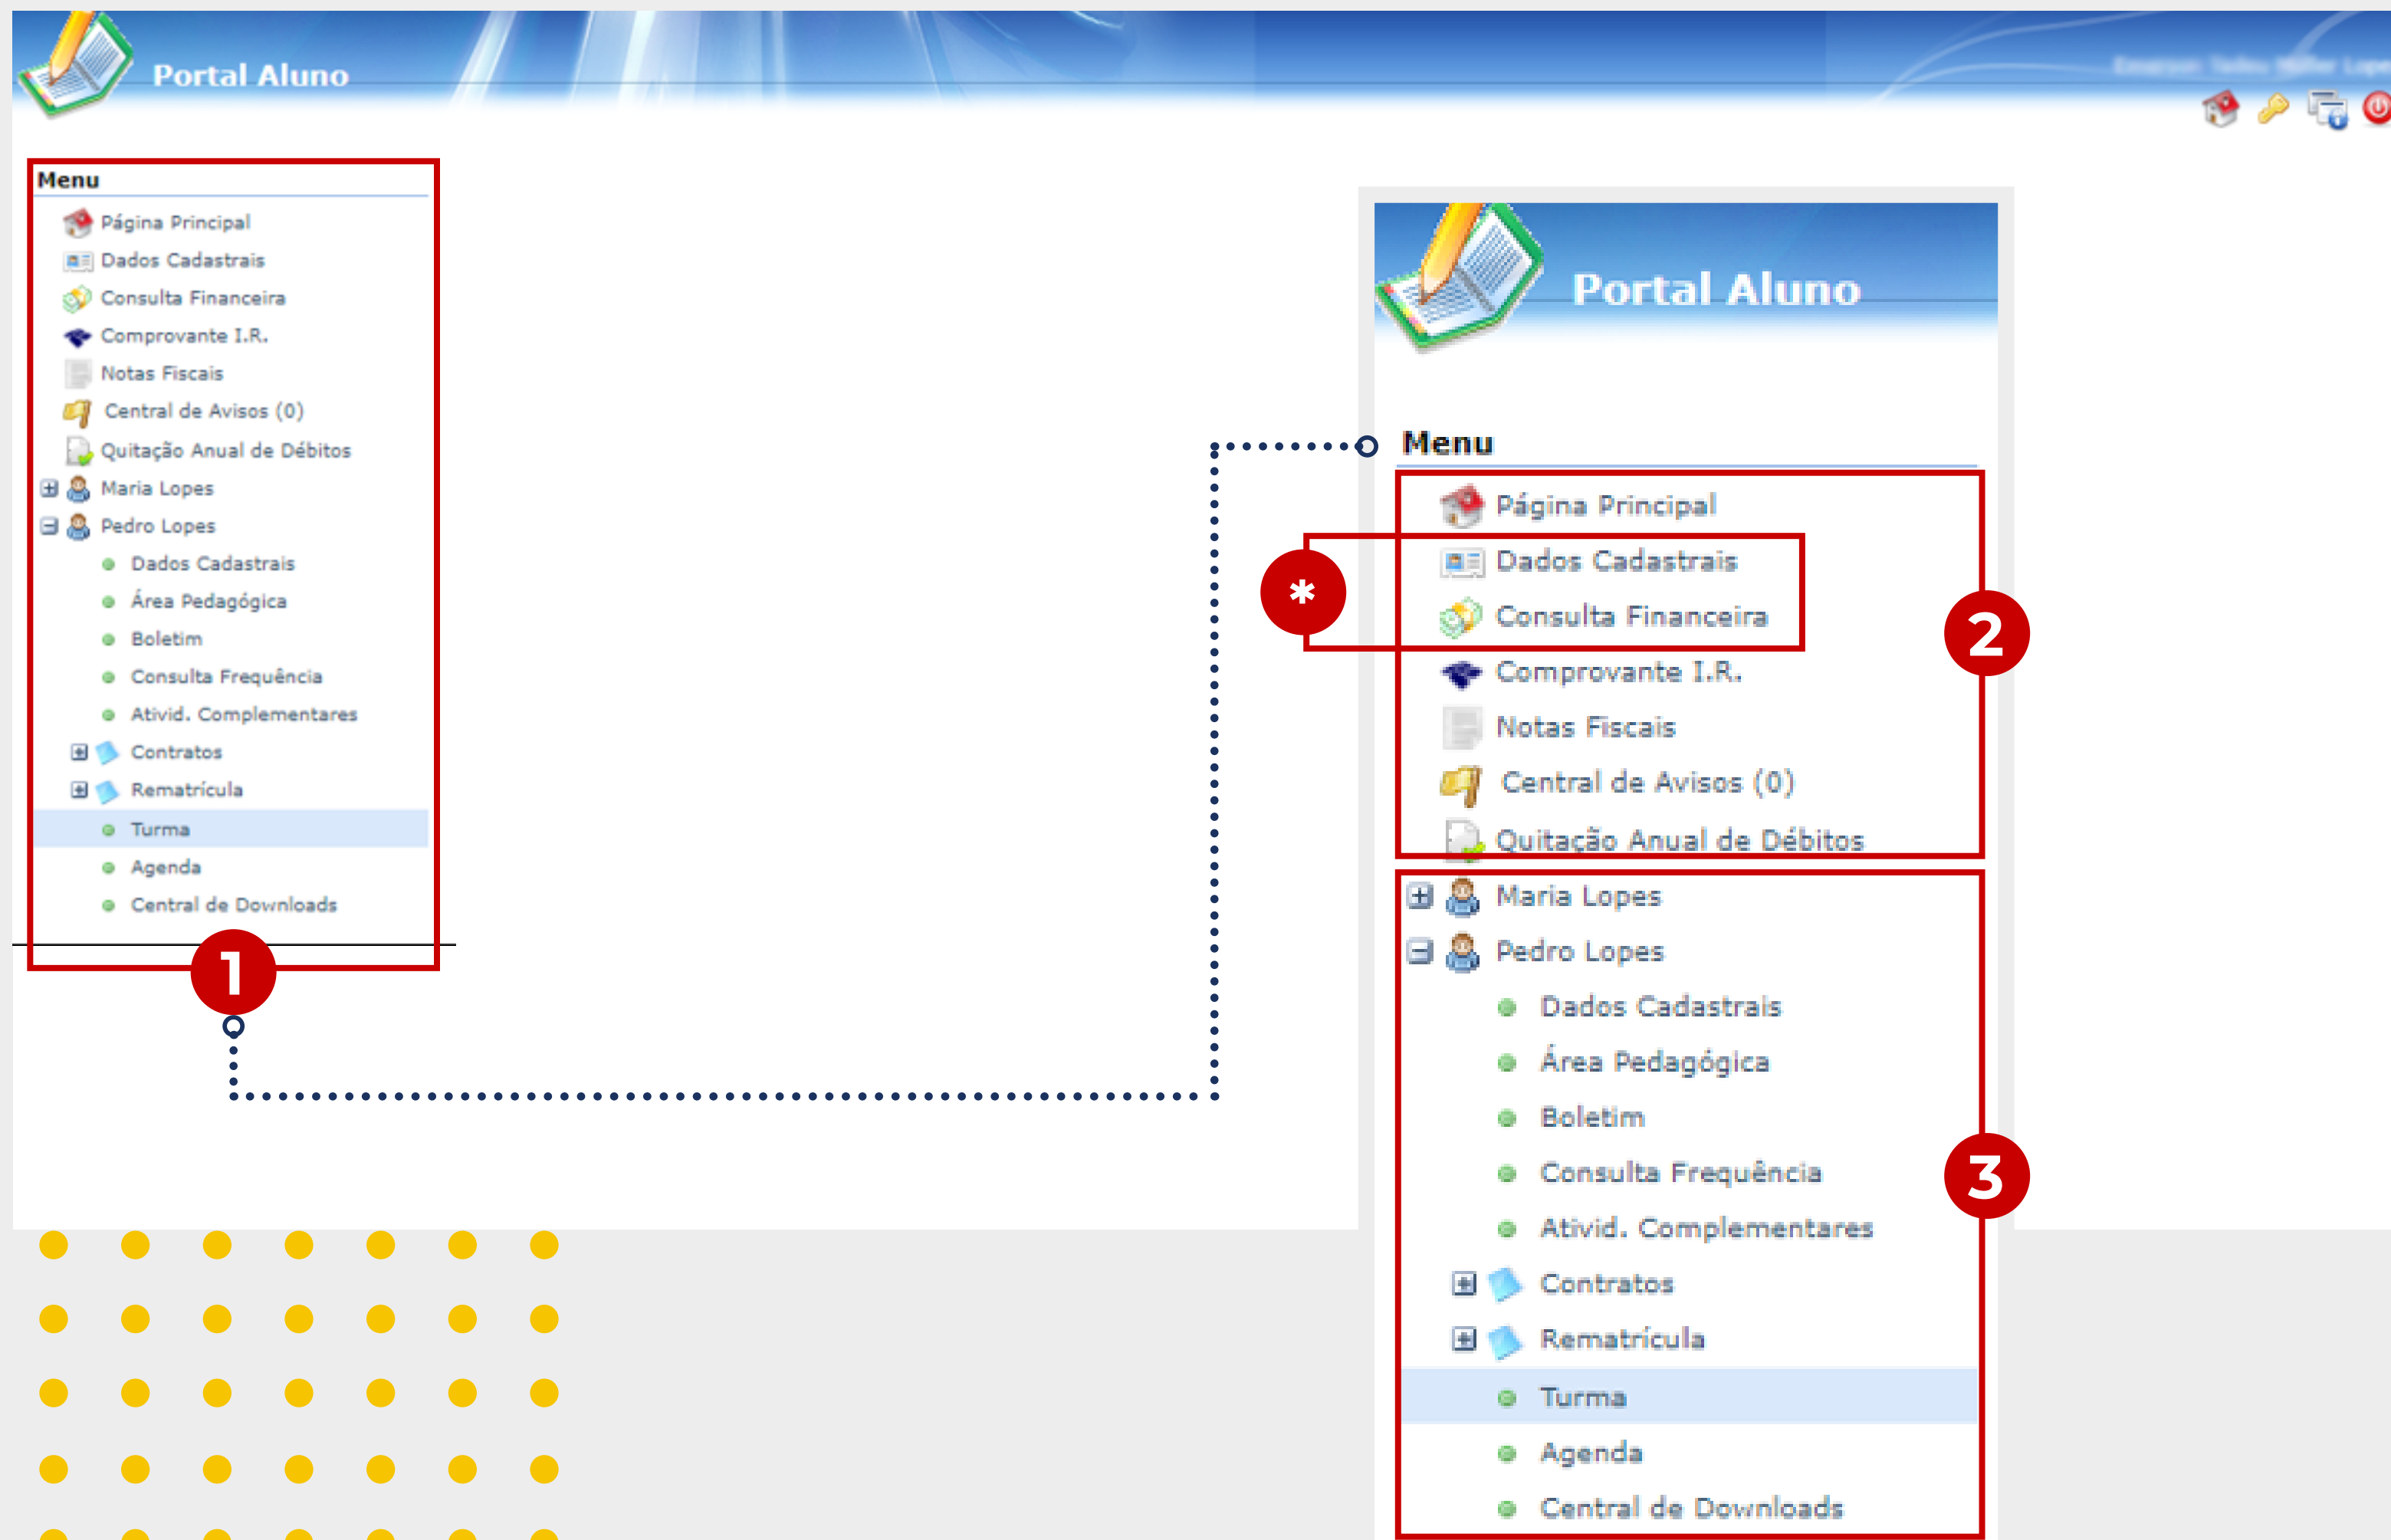 Portal Aluno
Menu
Página Principal
Dados Cadastrais
Consulta Financeira
Comprovante I.R.
Notas Fiscais
Central de Avisos (0)
Quitação Anual de Débitos
Maria Lopes
Pedro Lopes
Dados Cadastrais
Área Pedagógica
Boletim
Consulta Frequência
Ativid. Complementares
Contratos
Rematrícula
Turma
Agenda
Central de Downloads
1
Portal Aluno
Menu
Página Principal
Dados Cadastrais
*
Consulta Financeira
2
Comprovante I.R.
Notas Fiscais
Central de Avisos (0)
Quitação Anual de Débitos
Maria Lopes
Pedro Lopes
Dados Cadastrais
Área Pedagógica
Boletim
Consulta Frequência
3
Ativid. Complementares
Contratos
Rematrícula
Turma
Agenda
Central de Downloads